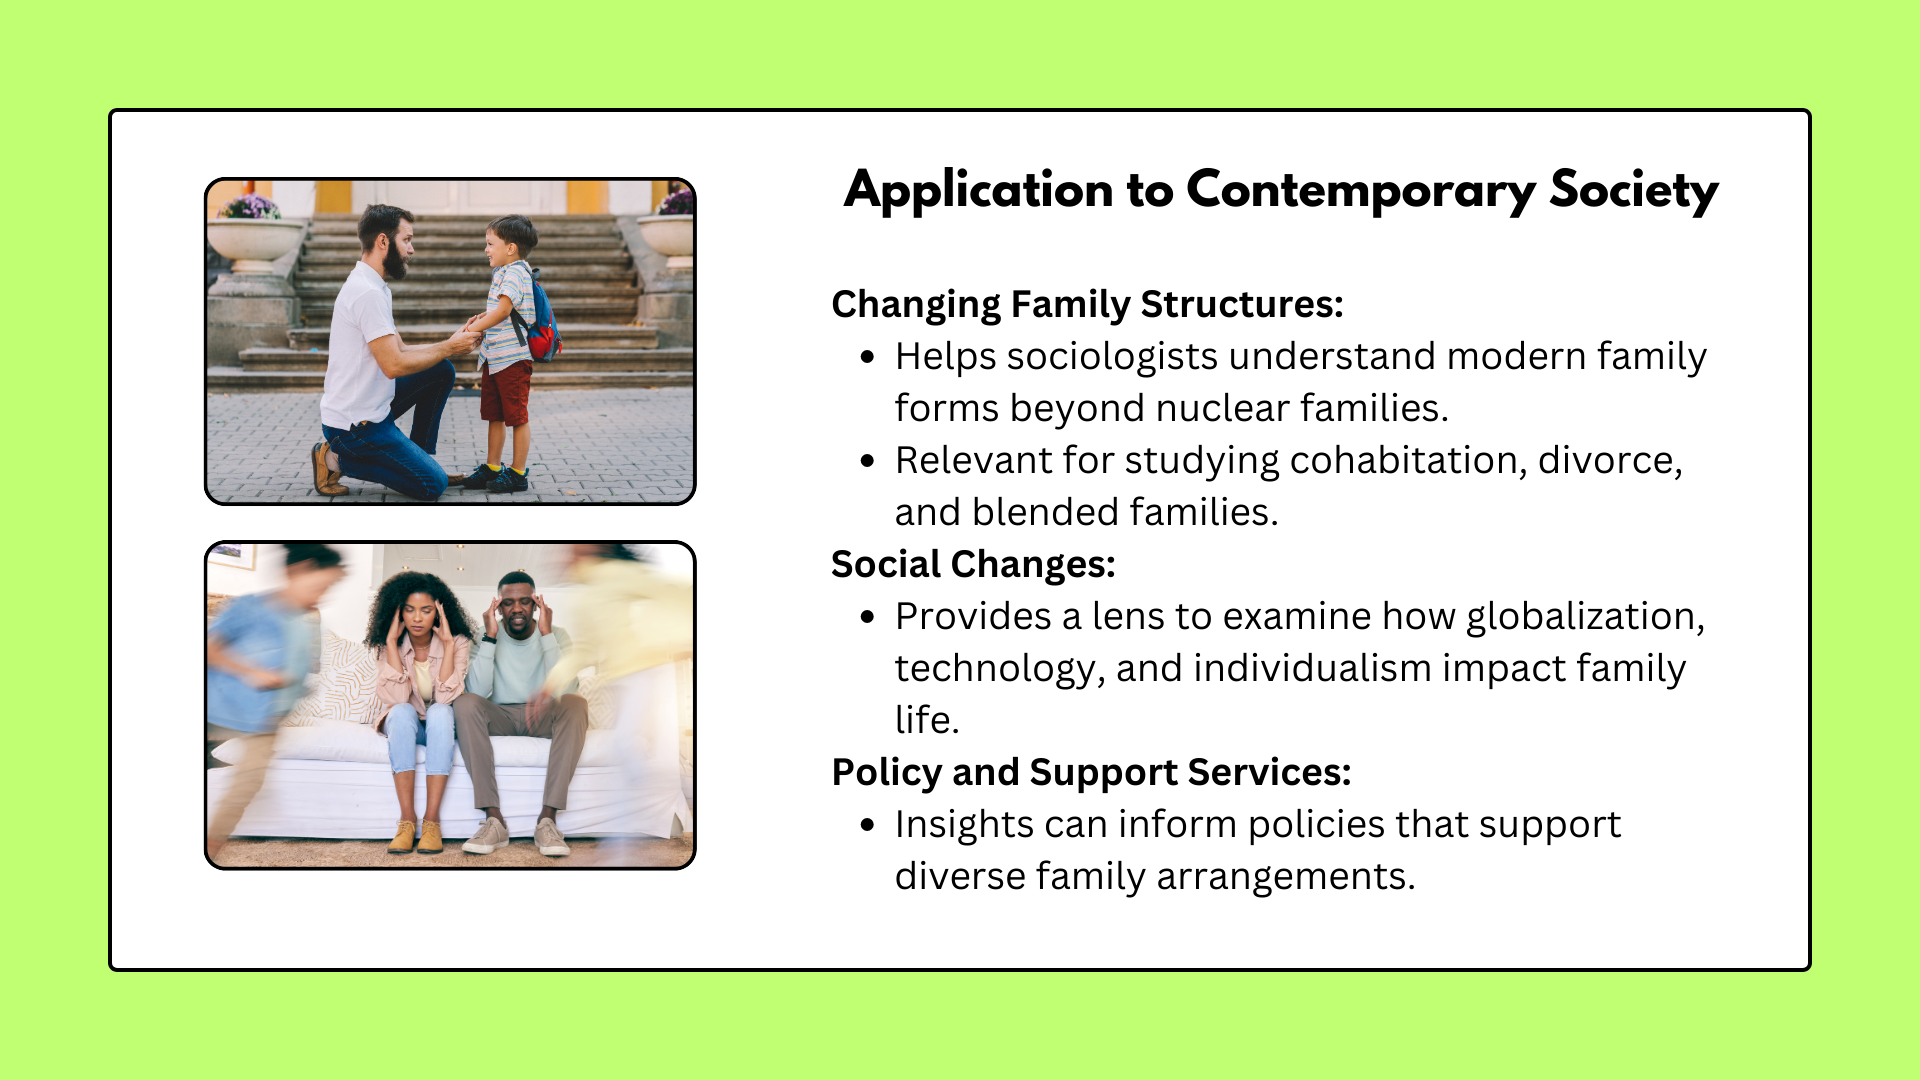 Application to Contemporary Society
Changing Family Structures:
• Helps sociologists understand modern family
forms beyond nuclear families.
• Relevant for studying cohabitation, divorce,
and blended families.
Social Changes:
• Provides a lens to examine how globalization,
technology, and individualism impact family
life.
Policy and Support Services:
• Insights can inform policies that support
diverse family arrangements.